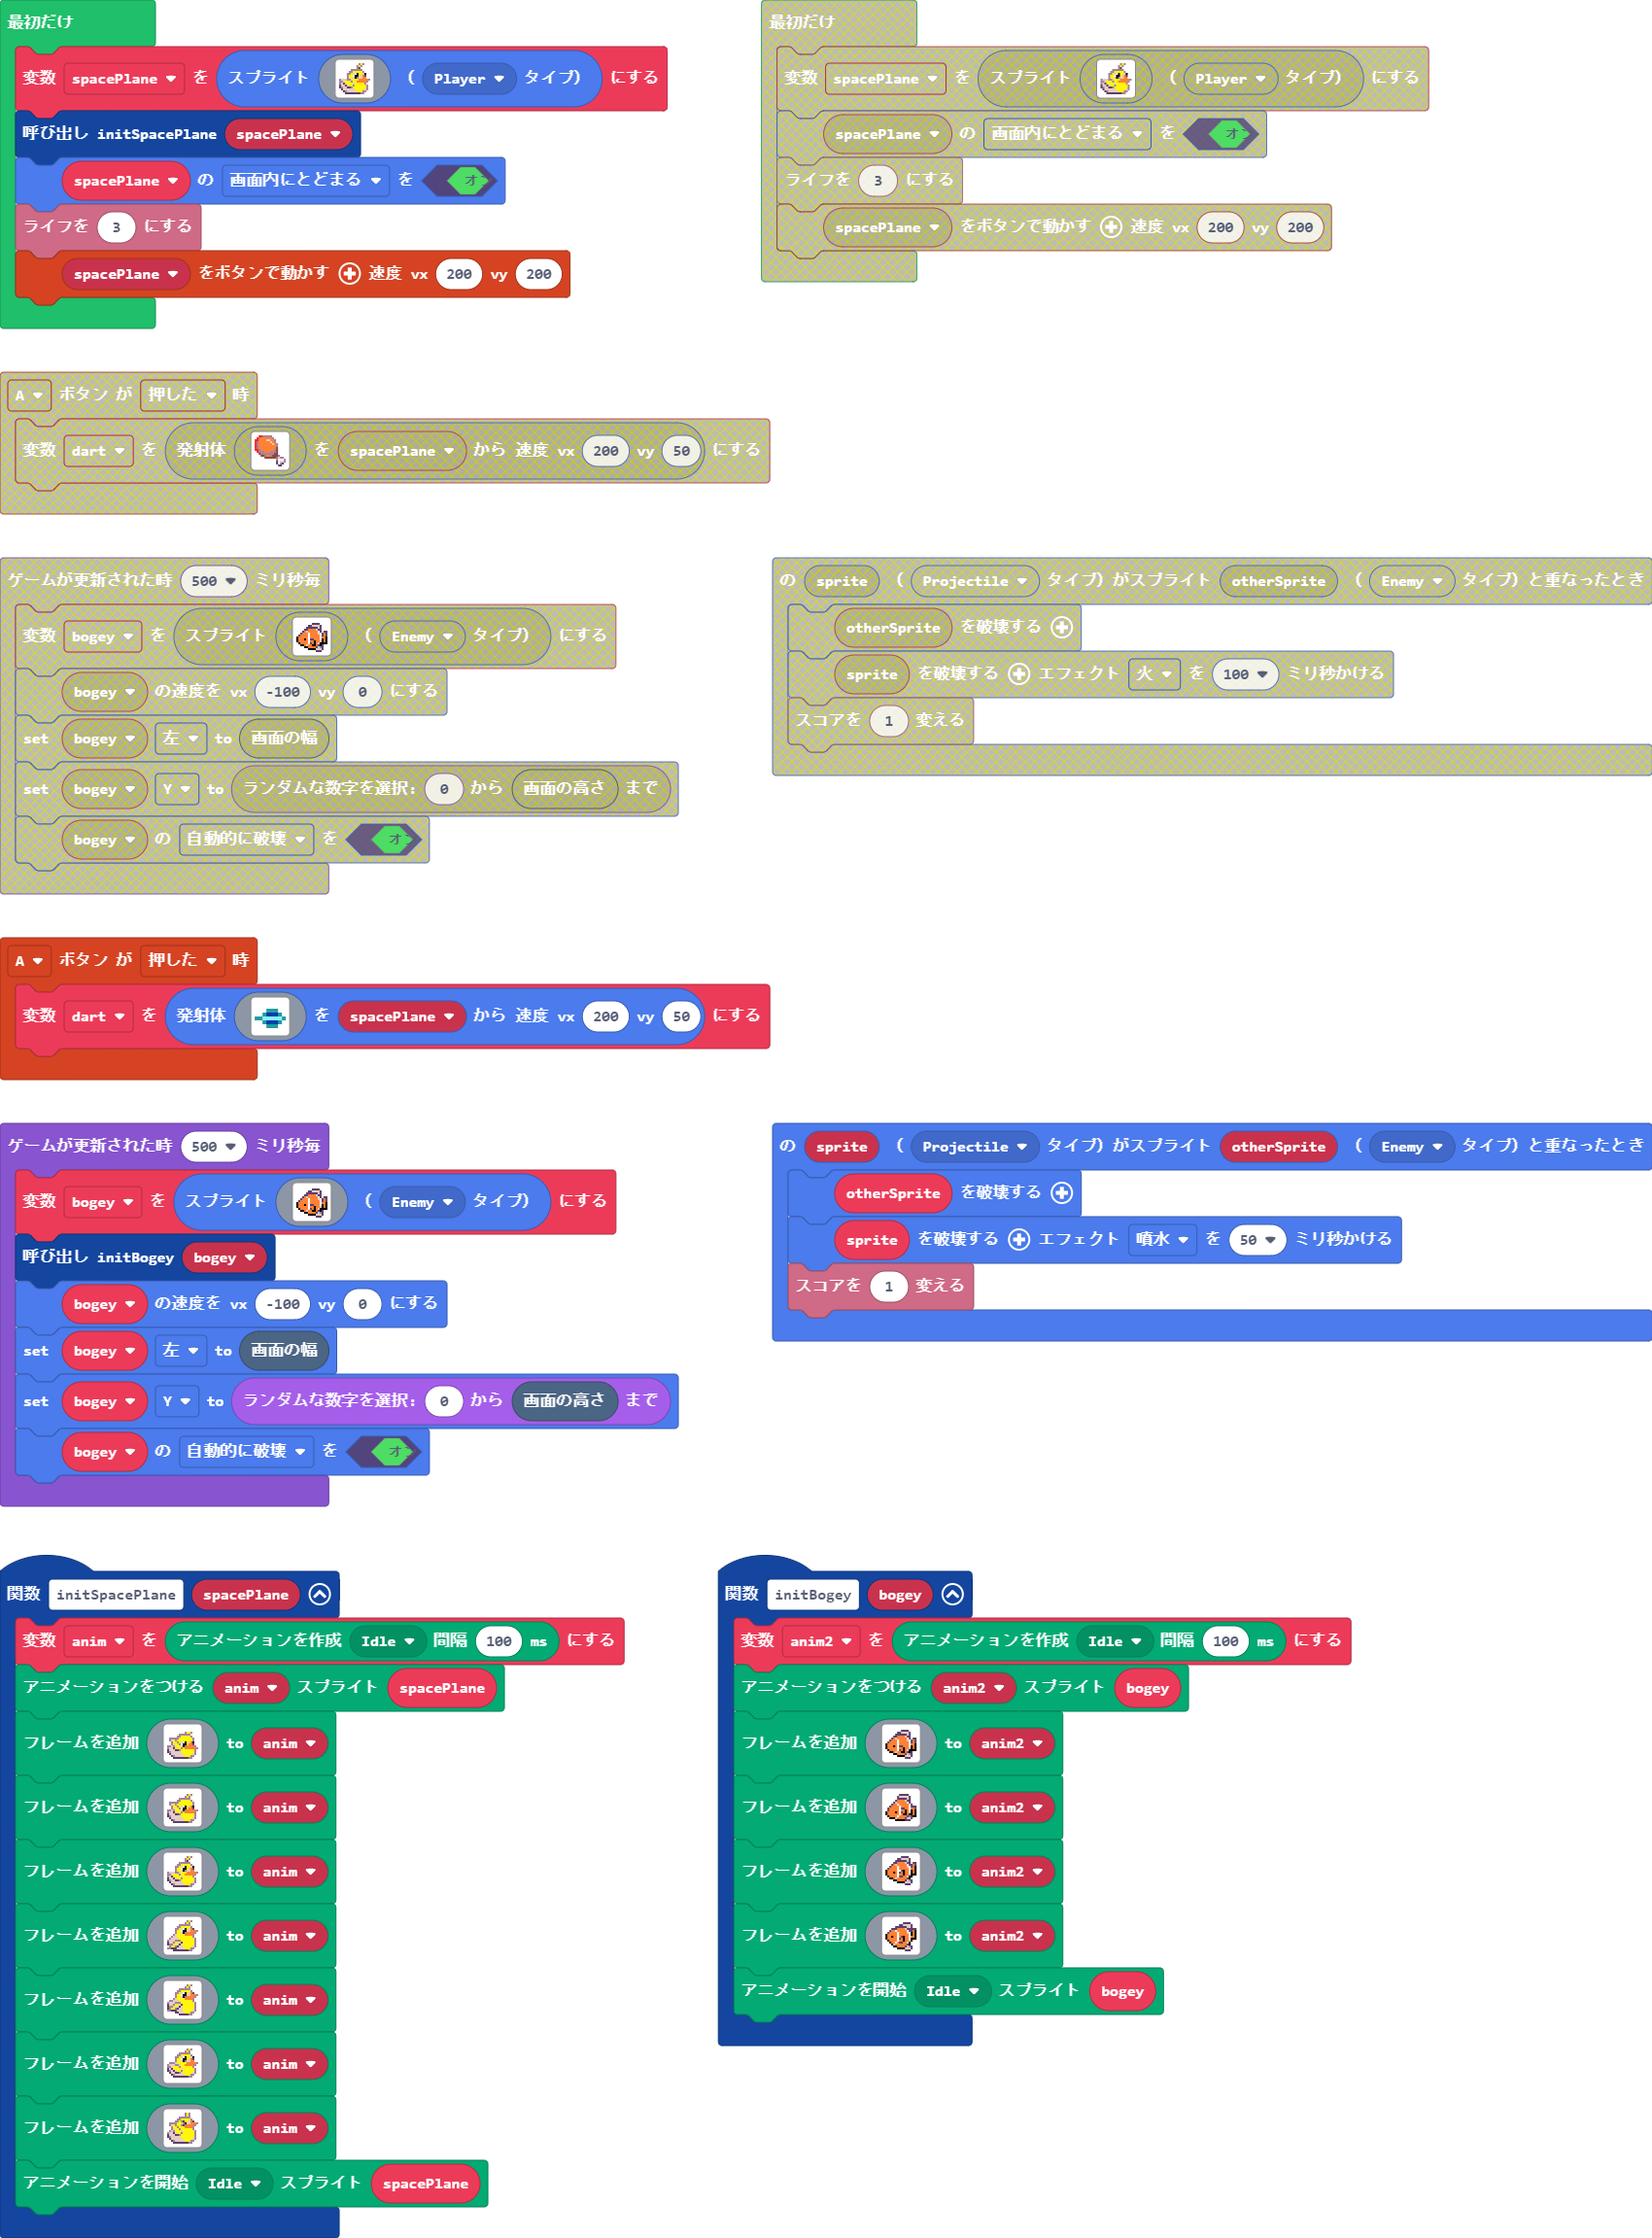 最初だけ
変数 spacePlane を スプライト ( Player タイプ) にする
呼び出し initSpacePlane spacePlane
spacePlane の 画面内にとどまる を オ
ライフを 3 にする
spacePlane をボタンで動かす 速度 vx 200 vy 200
最初だけ
変数 spacePlane を スプライト ( Player タイプ) にする
spacePlane の 画面内にとどまる を オ
ライフを 3 にする
spacePlane をボタンで動かす 速度 vx 200 vy 200
A ボタン が 押した 時
変数 dart を 発射体 を spacePlane から 速度 vx 200 vy 50 にする
ゲームが更新された時 500 ミリ秒毎
変数 bogey を スプライト ( Enemy タイプ) にする
bogey の速度を vx -100 vy 0 にする
set bogey 左 to 画面の幅
set bogey Y to ランダムな数字を選択: 0 から 画面の高さ まで
bogey の 自動的に破壊 を オ
の sprite ( Projectile タイプ) がスプライト otherSprite ( Enemy タイプ) と重なったとき
otherSprite を破壊する
sprite を破壊する エフェクト 火 を 100 ミリ秒かける
スコアを 1 変える
A ボタン が 押した 時
変数 dart を 発射体 を spacePlane から 速度 vx 200 vy 50 にする
ゲームが更新された時 500 ミリ秒毎
変数 bogey を スプライト ( Enemy タイプ) にする
呼び出し initBogey bogey
bogey の速度を vx -100 vy 0 にする
set bogey 左 to 画面の幅
set bogey Y to ランダムな数字を選択: 0 から 画面の高さ まで
bogey の 自動的に破壊 を オ
の sprite ( Projectile タイプ) がスプライト otherSprite ( Enemy タイプ) と重なったとき
otherSprite を破壊する
sprite を破壊する エフェクト 噴水 を 50 ミリ秒かける
スコアを 1 変える
関数 initSpacePlane spacePlane
変数 anim を アニメーションを作成 Idle 間隔 100 ms にする
アニメーションをつける anim スプライト spacePlane
フレームを追加 to anim
フレームを追加 to anim
フレームを追加 to anim
フレームを追加 to anim
フレームを追加 to anim
フレームを追加 to anim
フレームを追加 to anim
アニメーションを開始 Idle スプライト spacePlane
関数 initBogey bogey
変数 anim2 を アニメーションを作成 Idle 間隔 100 ms にする
アニメーションをつける anim2 スプライト bogey
フレームを追加 to anim2
フレームを追加 to anim2
フレームを追加 to anim2
フレームを追加 to anim2
アニメーションを開始 Idle スプライト bogey